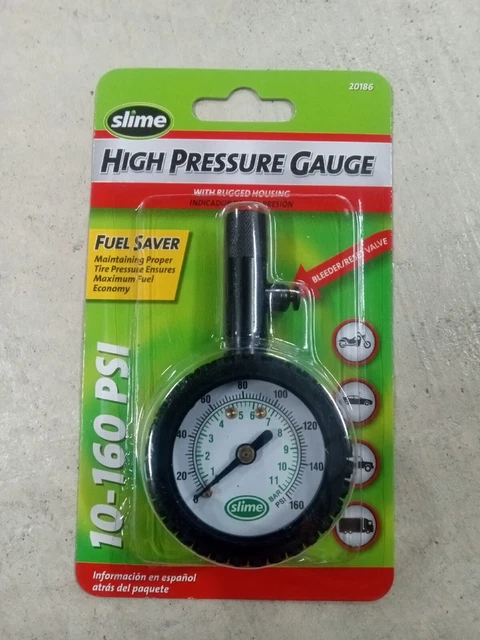 20186
slime
HIGH PRESSURE GAUGE
WITH RUGGED HOUSING
INDICADOR
FUEL SAVER
Maintaining Proper
Tire Pressure Ensures
Maximum Fuel
Economy
BLEEDER/RESET VALVE
10-160 PSI
0 20 40 60 80 100 120 140 160
1 2 3 4 5 6 7 8 9 10 11
BAR
PSI
slime
Información en español
atrás del paquete